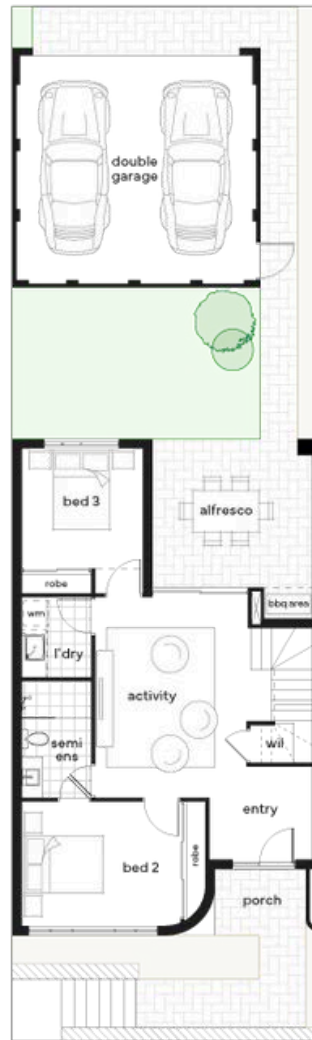 double
garage
bed 3
alfresco
robe
bbq area
wm
l'dry
activity
semi
ens
wil
entry
bed 2
robe
porch